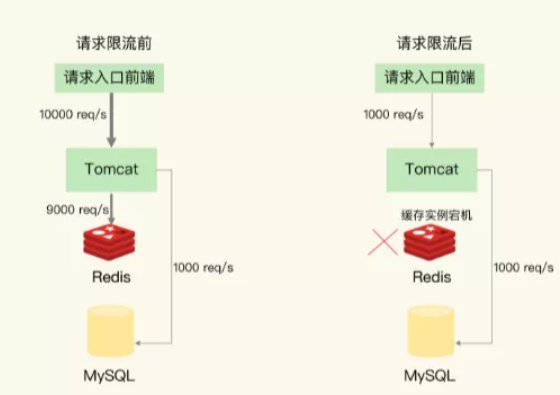 请求限流前
请求入口前端
10000 req/s
Tomcat
9000 req/s
Redis
1000 req/s
MySQL
请求限流后
请求入口前端
1000 req/s
Tomcat
缓存实例宕机
Redis
1000 req/s
MySQL